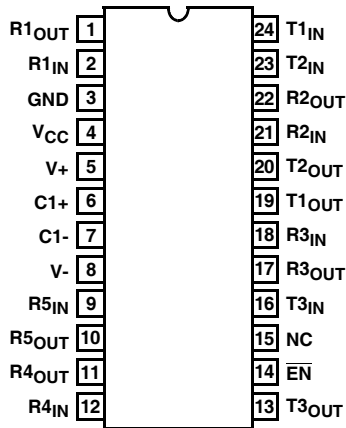 R1OUT 1 24 T1IN
R1IN 2 23 T2IN
GND 3 22 R2OUT
VCC 4 21 R2IN
V+ 5 20 T2OUT
C1+ 6 19 T1OUT
C1- 7 18 R3IN
V- 8 17 R3OUT
R5IN 9 16 T3IN
R5OUT 10 15 NC
R4OUT 11 14 E̅N̅
R4IN 12 13 T3OUT